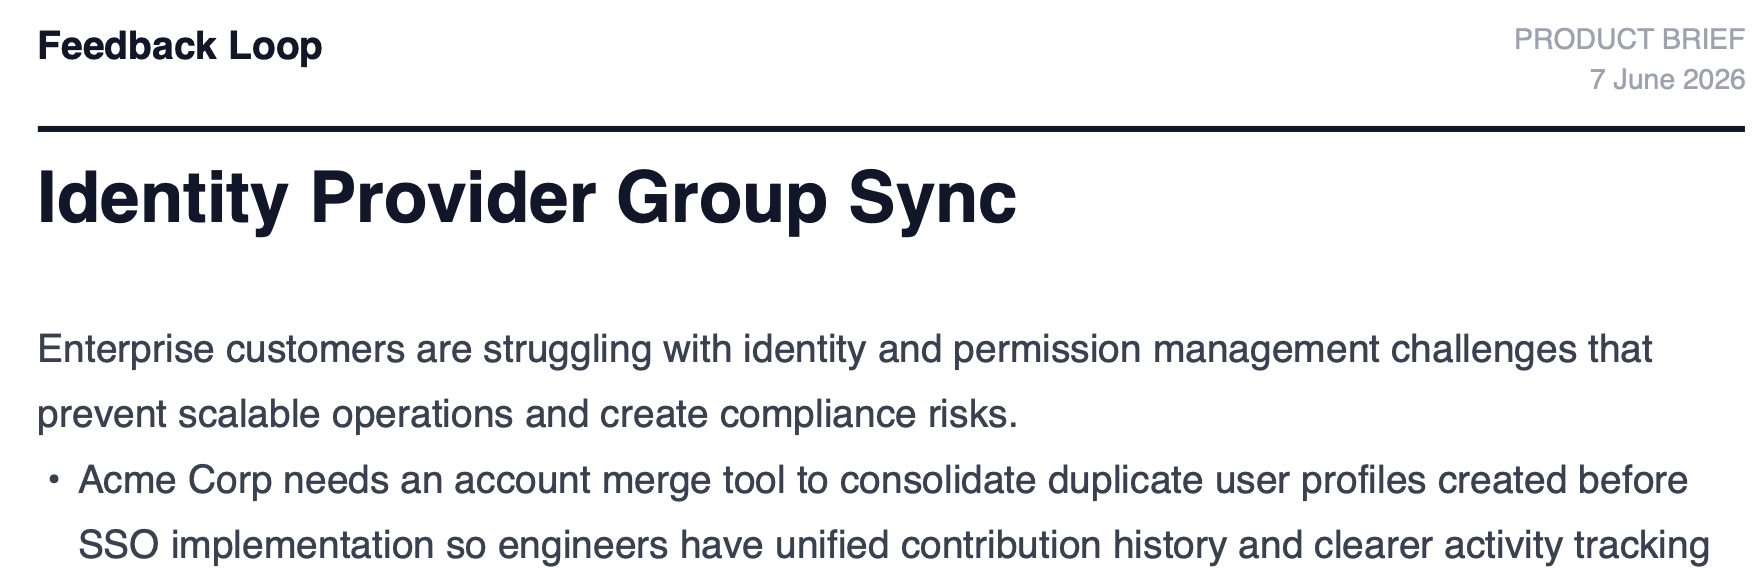 Feedback Loop
PRODUCT BRIEF
7 June 2026
Identity Provider Group Sync
Enterprise customers are struggling with identity and permission management challenges that
prevent scalable operations and create compliance risks.
• Acme Corp needs an account merge tool to consolidate duplicate user profiles created before
SSO implementation so engineers have unified contribution history and clearer activity tracking